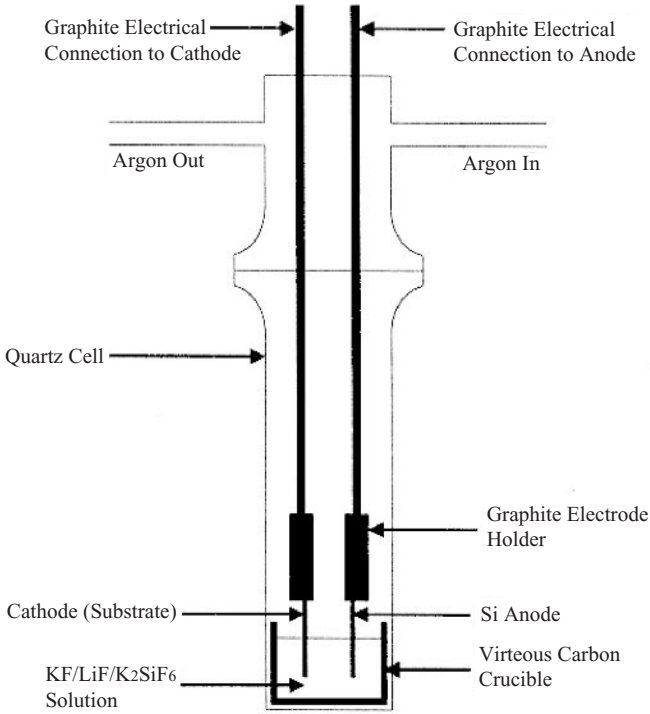 Graphite Electrical
Connection to Cathode
Graphite Electrical
Connection to Anode
Argon Out
Argon In
Quartz Cell
Graphite Electrode
Holder
Cathode (Substrate)
Si Anode
KF/LiF/K2SiF6
Solution
Virteous Carbon
Crucible